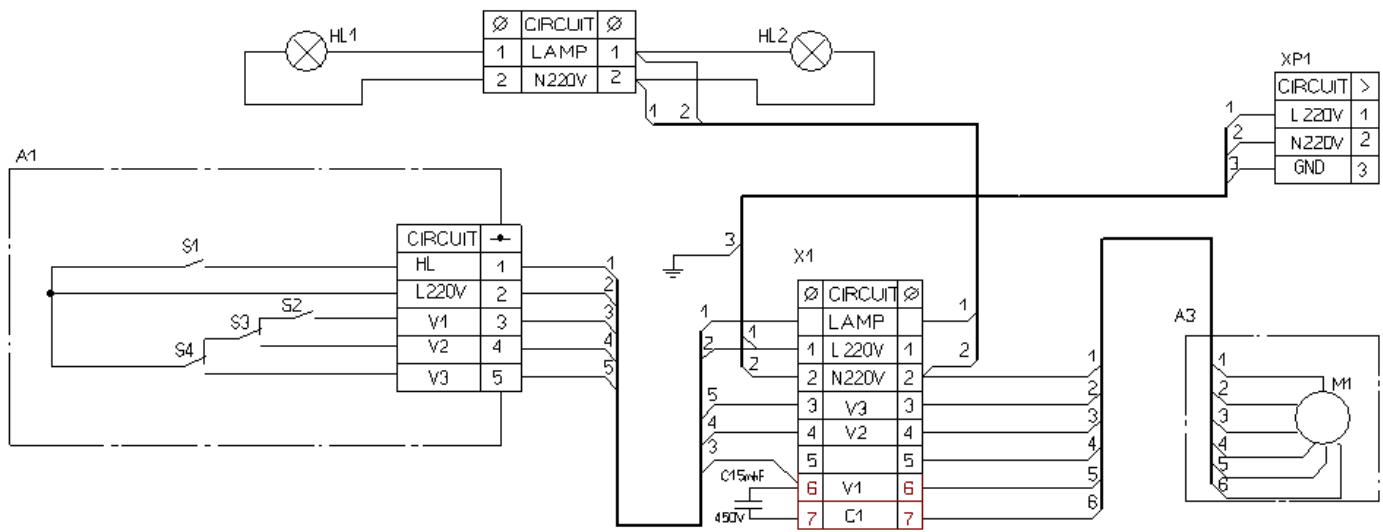 HL1
Ø CIRCUIT Ø
1 LAMP 1
2 N220V 2
HL2
1 2
XP1
CIRCUIT >
L220V 1
N220V 2
GND 3
1
2
3
A1
S1
S2
S3
S4
CIRCUIT
HL 1
L220V 2
V1 3
V2 4
V3 5
1
2
3
4
5
3
X1
Ø CIRCUIT Ø
LAMP
1 L220V 1
2 N220V 2
3 V3 3
4 V2 4
5 5
6 V1 6
7 C1 7
1
2
5
4
3
1
2
1
2
C15mkF
450V
1
2
3
4
5
6
A3
1
2
3
4
5
6
M1